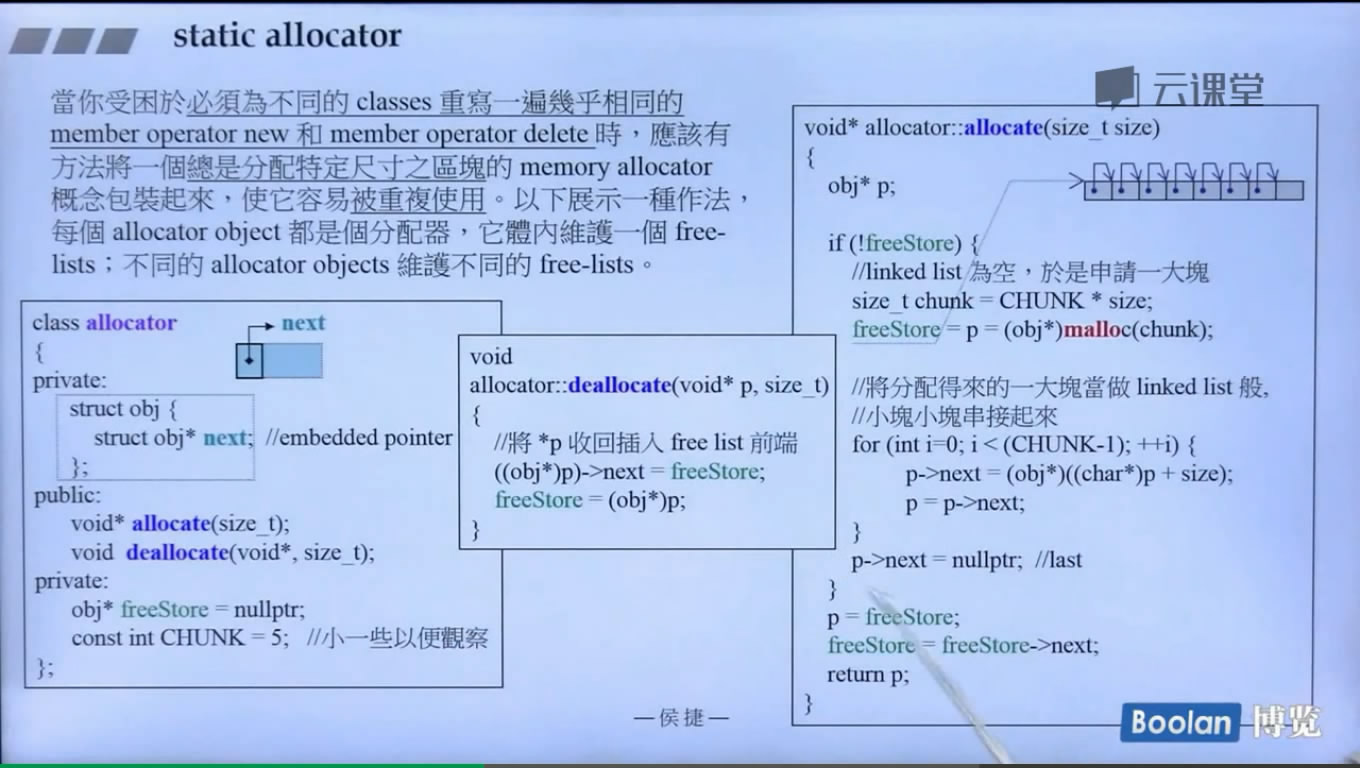 static allocator
云课堂
當你受困於必須為不同的 classes 重寫一遍幾乎相同的
member operator new 和 member operator delete 時，應該有
方法將一個總是分配特定尺寸之區塊的 memory allocator
概念包裝起來，使它容易被重複使用。以下展示一種作法，
每個 allocator object 都是個分配器，它體內維護一個 free-
lists；不同的 allocator objects 維護不同的 free-lists。
class allocator
next
{
private:
struct obj {
struct obj* next; //embedded pointer
};
public:
void* allocate(size_t);
void deallocate(void*, size_t);
private:
obj* freeStore = nullptr;
const int CHUNK = 5; //小一些以便觀察
};
void
allocator::deallocate(void* p, size_t)
{
//將 *p 收回插入 free list 前端
((obj*)p)->next = freeStore;
freeStore = (obj*)p;
}
void* allocator::allocate(size_t size)
{
obj* p;
if (!freeStore) {
//linked list 為空，於是申請一大塊
size_t chunk = CHUNK * size;
freeStore = p = (obj*)malloc(chunk);
//將分配得來的一大塊當做 linked list 般,
//小塊小塊串接起來
for (int i=0; i < (CHUNK-1); ++i) {
p->next = (obj*)((char*)p + size);
p = p->next;
}
p->next = nullptr; //last
}
p = freeStore;
freeStore = freeStore->next;
return p;
}
—侯捷—
Boolan 博览